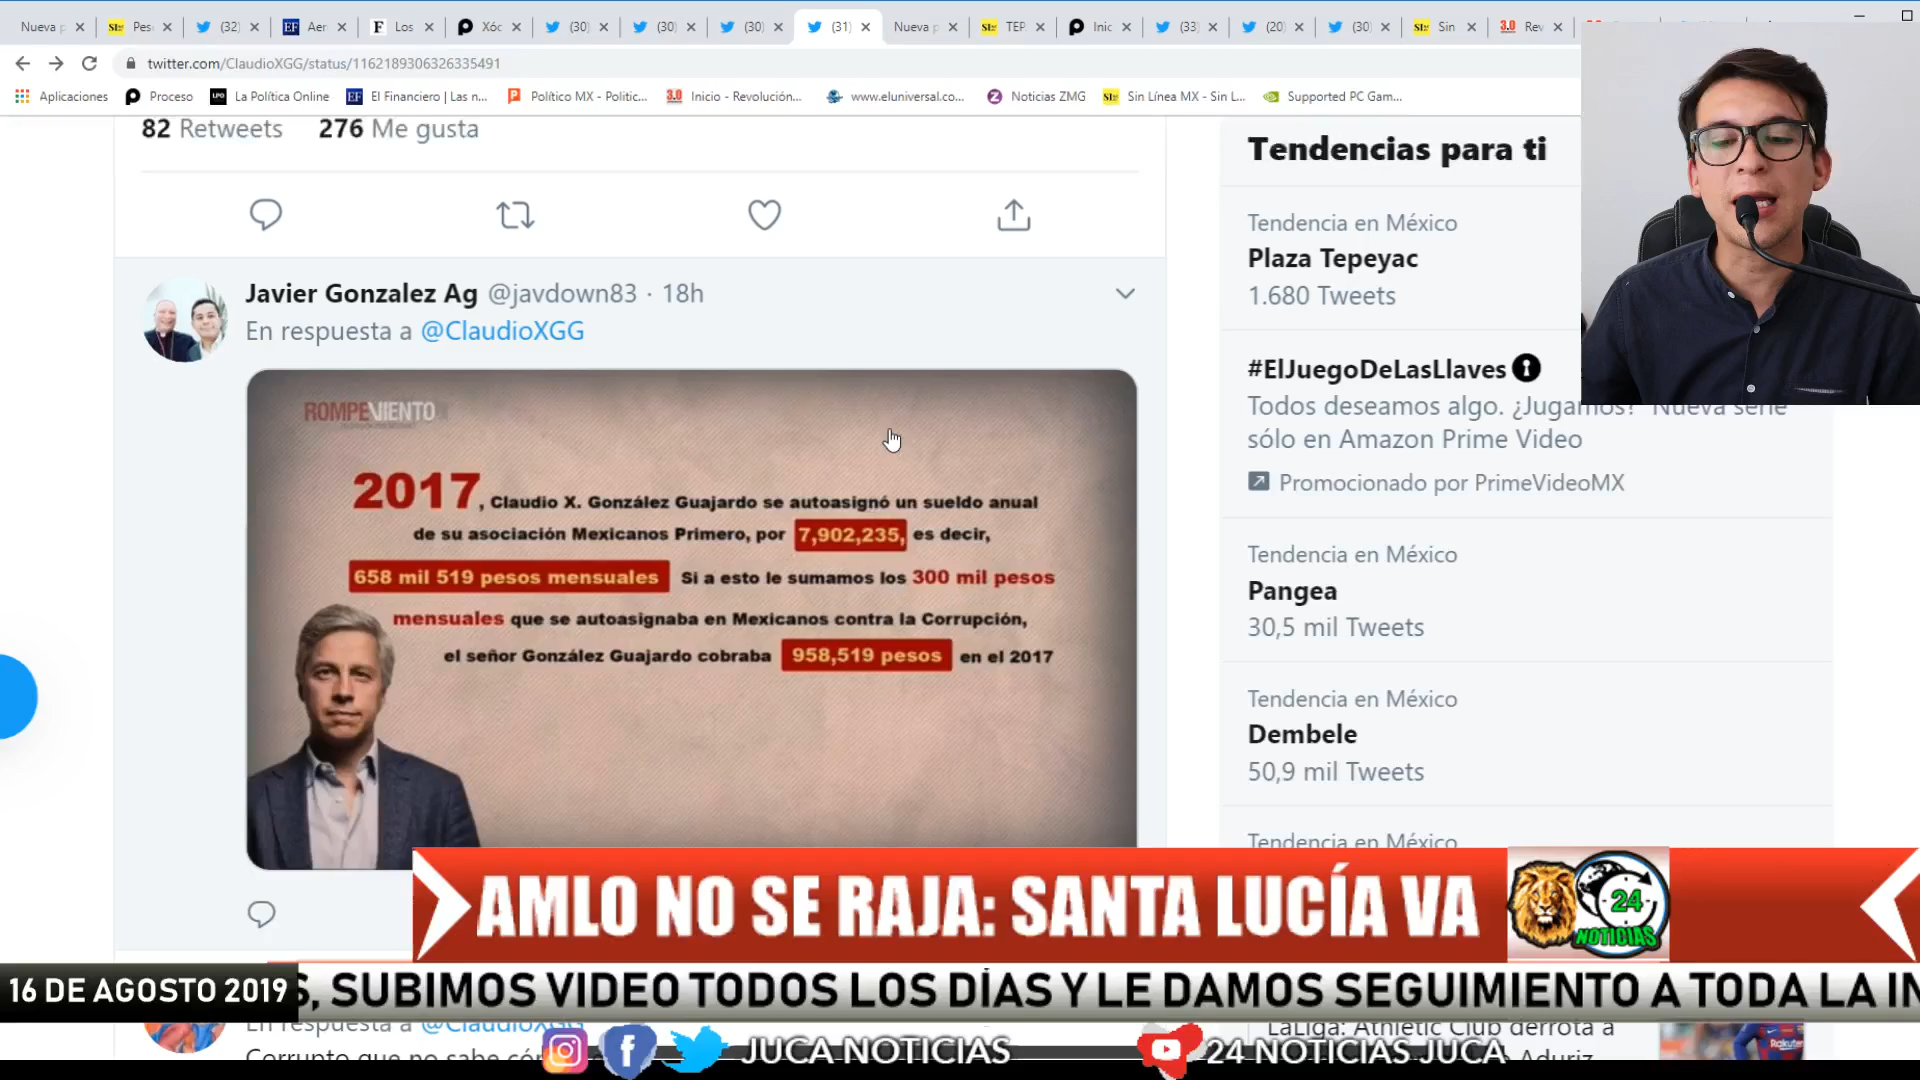 Nueva p
Pes
(32)
Aer
Los
Xóc
(30)
(30)
(30)
(31)
Nueva p
TEP
Inic
(33)
(20)
(30)
Sin
Rev
twitter.com/ClaudioXGG/status/1162189306326335491
Aplicaciones
Proceso
La Política Online
El Financiero | Las n...
Político MX - Politic...
3.0 Inicio - Revolución...
www.eluniversal.co...
Noticias ZMG
Sin Línea MX - Sin L...
Supported PC Gam...
82 Retweets 276 Me gusta
Javier Gonzalez Ag @javdown83 · 18h
En respuesta a @ClaudioXGG
ROMPEVIENTO
2017, Claudio X. González Guajardo se autoasignó un sueldo anual
de su asociación Mexicanos Primero, por 7,902,235, es decir,
658 mil 519 pesos mensuales Si a esto le sumamos los 300 mil pesos
mensuales que se autoasignaba en Mexicanos contra la Corrupción,
el señor González Guajardo cobraba 958,519 pesos en el 2017
Tendencias para ti
Tendencia en México
Plaza Tepeyac
1.680 Tweets
#ElJuegoDeLasLlaves
Todos deseamos algo. ¿Jugamos? Nueva serie
sólo en Amazon Prime Video
Promocionado por PrimeVideoMX
Tendencia en México
Pangea
30,5 mil Tweets
Tendencia en México
Dembele
50,9 mil Tweets
Tendencia en México
AMLO NO SE RAJA: SANTA LUCÍA VA
24
NOTICIAS
16 DE AGOSTO 2019
S, SUBIMOS VIDEO TODOS LOS DÍAS Y LE DAMOS SEGUIMIENTO A TODA LA IN
En respuesta a @ClaudioXGG
Corrupto que no sabe có
LaLiga: Athletic Club derrota a
Aduriz
JUCA NOTICIAS
24 NOTICIAS JUCA